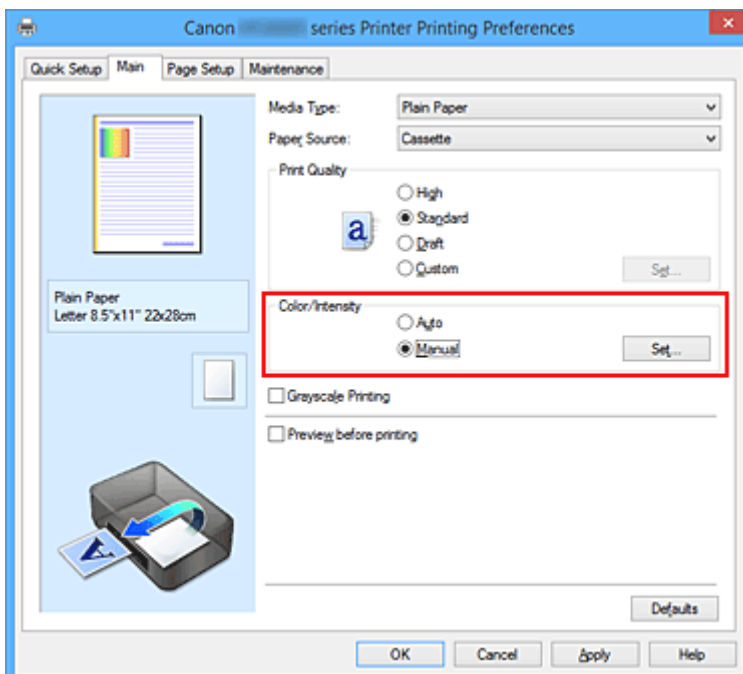 Canon series Printer Printing Preferences
Quick Setup Main Page Setup Maintenance
Media Type: Plain Paper
Paper Source: Cassette
Print Quality
High
a Standard
Draft
Custom Set...
Plain Paper
Letter 8.5"x11" 22x28cm
Color/Intensity
Auto
Manual Set...
Grayscale Printing
Preview before printing
A
Defaults
OK Cancel Apply Help